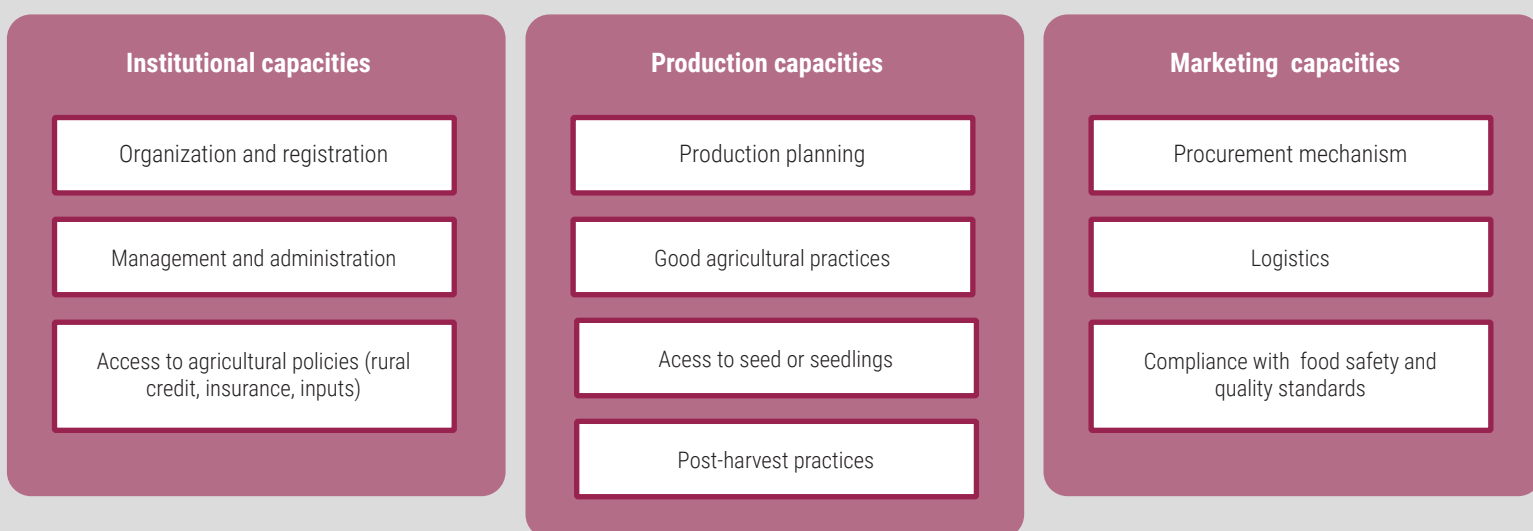 Institutional capacities
Organization and registration
Management and administration
Access to agricultural policies (rural
credit, insurance, inputs)
Production capacities
Production planning
Good agricultural practices
Acess to seed or seedlings
Post-harvest practices
Marketing  capacities
Procurement mechanism
Logistics
Compliance with  food safety and
quality standards